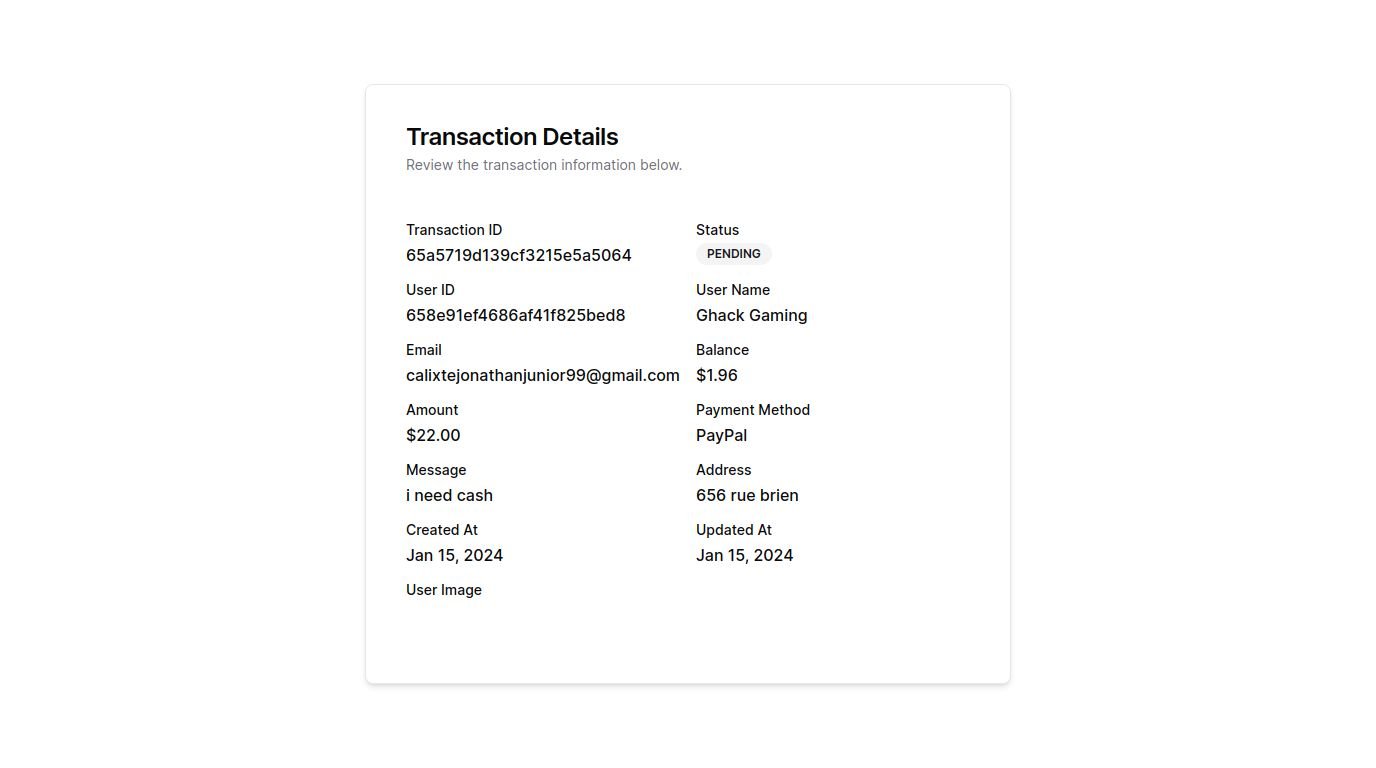 Transaction Details
Review the transaction information below.
Transaction ID
65a5719d139cf3215e5a5064
Status
PENDING
User ID
658e91ef4686af41f825bed8
User Name
Ghack Gaming
Email
calixtejonathanjunior99@gmail.com
Balance
$1.96
Amount
$22.00
Payment Method
PayPal
Message
i need cash
Address
656 rue brien
Created At
Jan 15, 2024
Updated At
Jan 15, 2024
User Image